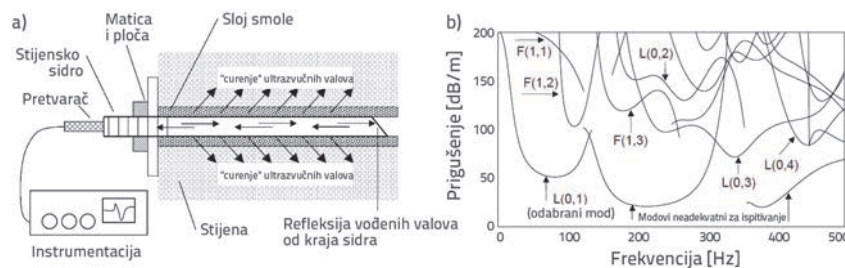 a)
Matica
i ploča
Sloj smole
Stijensko
sidro
Pretvarač
"curenje" ultrazvučnih valova
"curenje" ultrazvučnih valova
Instrumentacija
Stijena
Refleksija vođenih valova
od kraja sidra
b)
Prigušenje [dB/m]
200
150
100
50
0
F(1,1)
F(1,2)
L(0,2)
F(1,3)
L(0,1)
(odabrani mod)
L(0,3)
L(0,4)
Modovi neadekvatni za ispitivanje
0
100
200
300
400
500
Frekvencija [Hz]